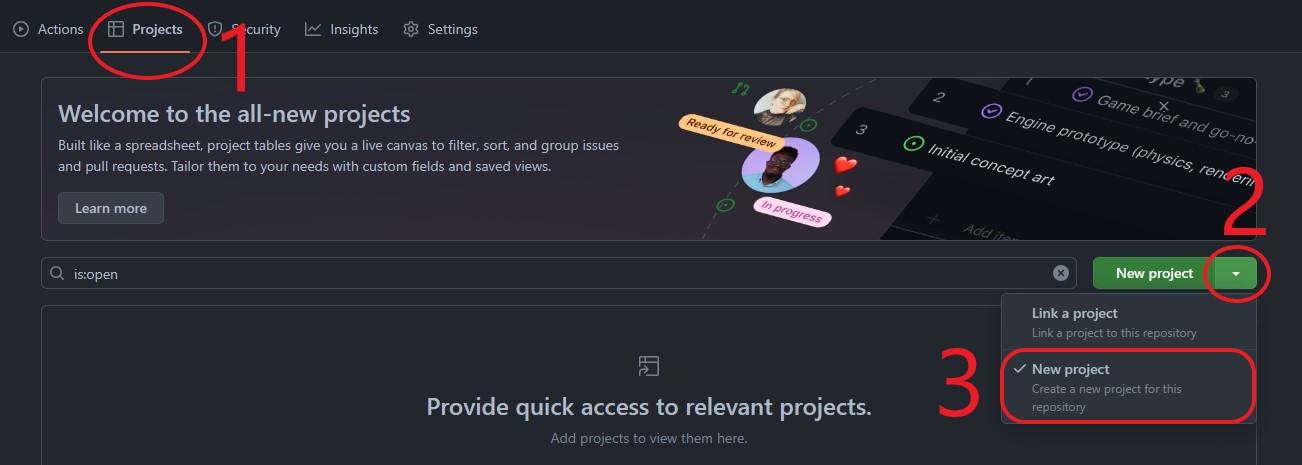 Actions
Projects
Security
Insights
Settings
1
Welcome to the all-new projects
Built like a spreadsheet, project tables give you a live canvas to filter, sort, and group issues
and pull requests. Tailor them to your needs with custom fields and saved views.
Learn more
Ready for review
In progress
1
3
2
Game brief and go-no-
Engine prototype (physics, renderin
3
Initial concept art
Add
2
is:open
New project
Link a project
Link a project to this repository
3
New project
Create a new project for this
repository
Provide quick access to relevant projects.
Add projects to view them here.